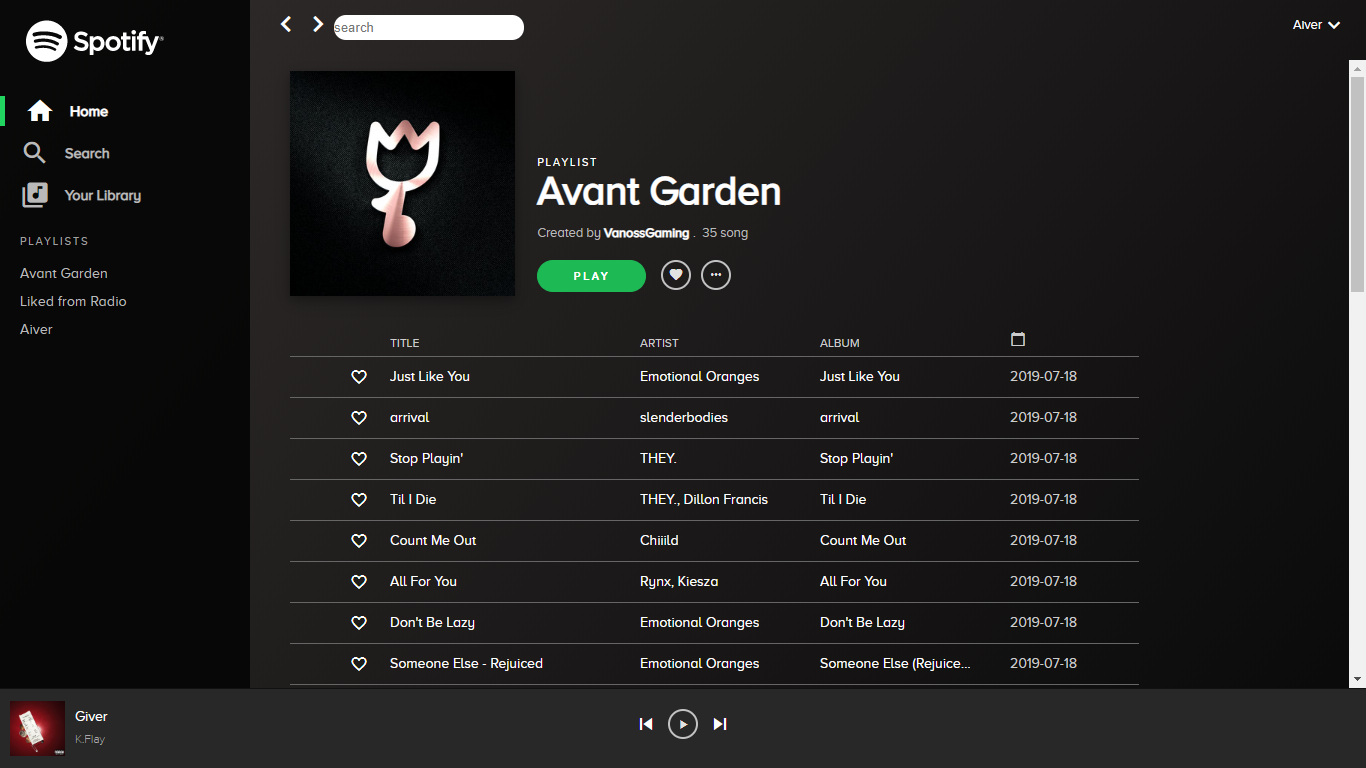 Spotify
search
Aiver
Home
Search
Your Library
PLAYLISTS
Avant Garden
Liked from Radio
Aiver
PLAYLIST
Avant Garden
Created by VanossGaming . 35 song
PLAY
TITLE ARTIST ALBUM
Just Like You Emotional Oranges Just Like You 2019-07-18
arrival slenderbodies arrival 2019-07-18
Stop Playin' THEY. Stop Playin' 2019-07-18
Til I Die THEY., Dillon Francis Til I Die 2019-07-18
Count Me Out Chiiild Count Me Out 2019-07-18
All For You Rynx, Kiesza All For You 2019-07-18
Don't Be Lazy Emotional Oranges Don't Be Lazy 2019-07-18
Someone Else - Rejuiced Emotional Oranges Someone Else (Rejuice... 2019-07-18
Giver
K.Flay